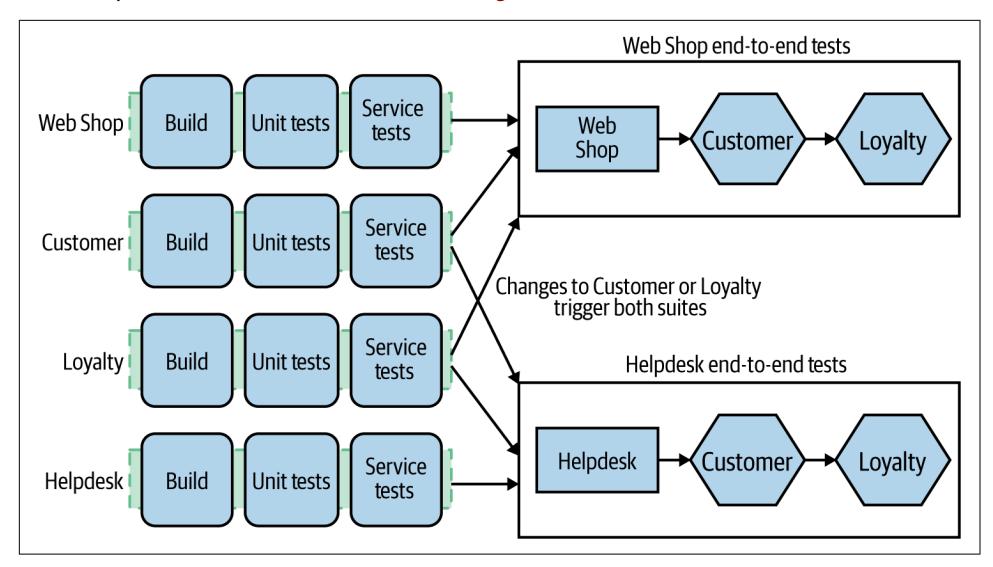 Web Shop end-to-end tests
Web Shop
Build
Unit tests
Service
tests
Web
Shop
Customer
Loyalty
Customer
Build
Unit tests
Service
tests
Changes to Customer or Loyalty
trigger both suites
Loyalty
Build
Unit tests
Service
tests
Helpdesk end-to-end tests
Helpdesk
Build
Unit tests
Service
tests
Helpdesk
Customer
Loyalty